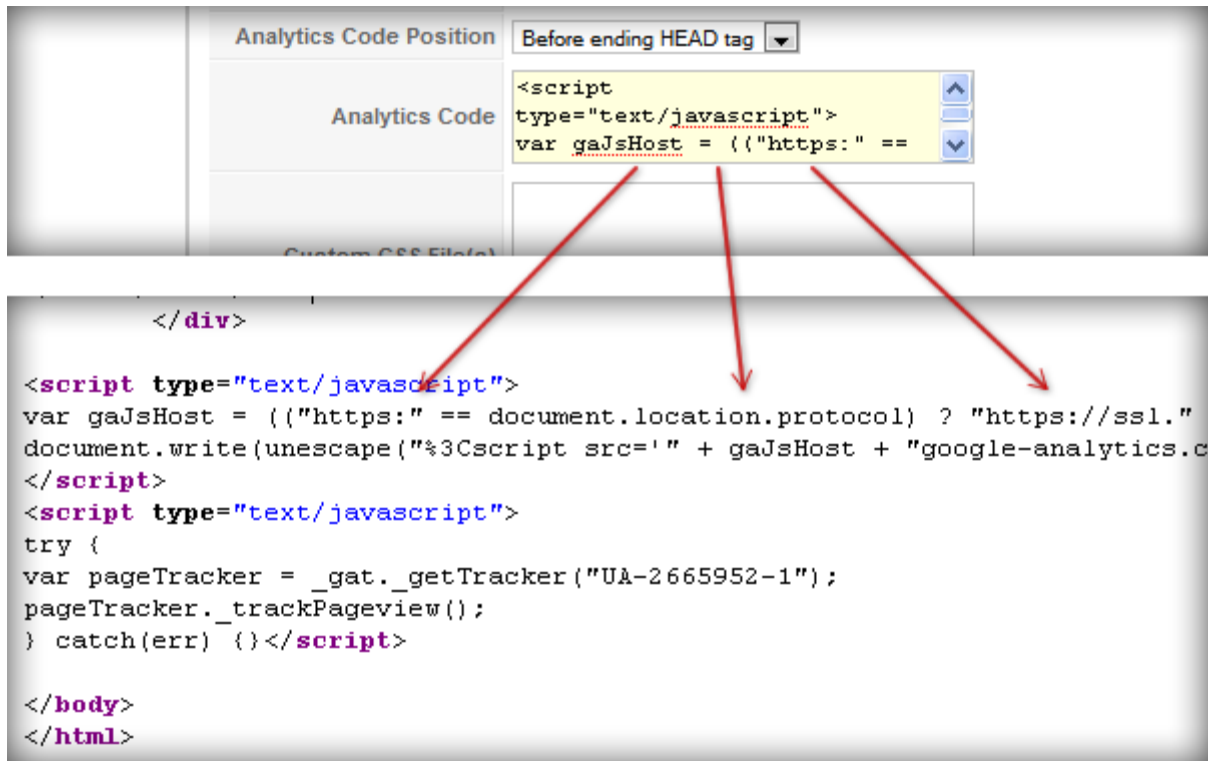 Analytics Code Position Before ending HEAD tag
Analytics Code
<script
type="text/javascript">
var gaJsHost = (("https:" ==
Custom CSS File(s)
</div>
<script type="text/javascript">
var gaJsHost = (("https:" == document.location.protocol) ? "https://ssl."
document.write(unescape("%3Cscript src='" + gaJsHost + "google-analytics.c
</script>
<script type="text/javascript">
try {
var pageTracker = _gat._getTracker("UA-2665952-1");
pageTracker._trackPageview();
} catch(err) {}</script>
</body>
</html>